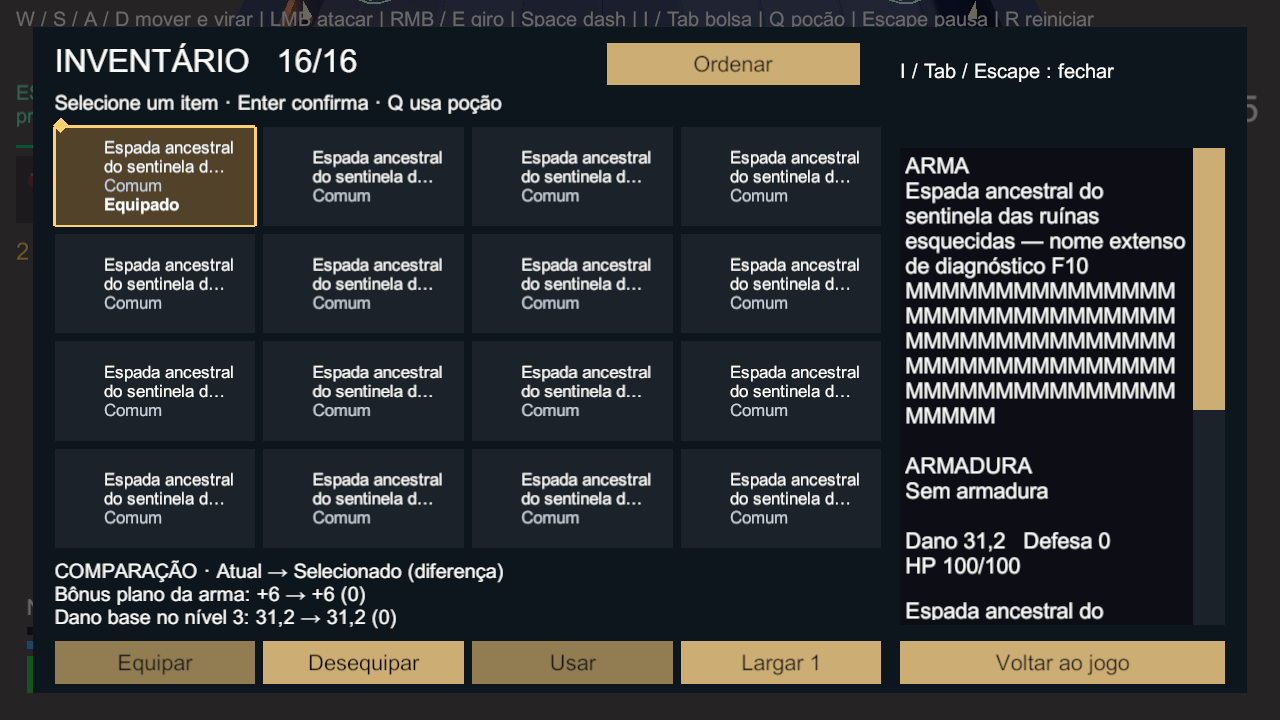 W / S / A / D mover e virar | LMB atacar | RMB / E giro | Space dash | I / Tab bolsa | Q poção | Escape pausa | R reiniciar
INVENTÁRIO 16/16
Ordenar
I / Tab / Escape : fechar
Selecione um item · Enter confirma · Q usa poção
Espada ancestral
do sentinela d…
Comum
Equipado
Espada ancestral
do sentinela d…
Comum
Espada ancestral
do sentinela d…
Comum
Espada ancestral
do sentinela d…
Comum
Espada ancestral
do sentinela d…
Comum
Espada ancestral
do sentinela d…
Comum
Espada ancestral
do sentinela d…
Comum
Espada ancestral
do sentinela d…
Comum
Espada ancestral
do sentinela d…
Comum
Espada ancestral
do sentinela d…
Comum
Espada ancestral
do sentinela d…
Comum
Espada ancestral
do sentinela d…
Comum
Espada ancestral
do sentinela d…
Comum
Espada ancestral
do sentinela d…
Comum
Espada ancestral
do sentinela d…
Comum
Espada ancestral
do sentinela d…
Comum
ARMA
Espada ancestral do
sentinela das ruínas
esquecidas — nome extenso
de diagnóstico F10
MMMMMMMMMMMMMMM
MMMMMMMMMMMMMMM
MMMMMMMMMMMMMMM
MMMMMMMMMMMMMMM
MMMMMMMMMMMMMMM
MMMMM
ARMADURA
Sem armadura
Dano 31,2 Defesa 0
HP 100/100
Espada ancestral do
COMPARAÇÃO · Atual → Selecionado (diferença)
Bônus plano da arma: +6 → +6 (0)
Dano base no nível 3: 31,2 → 31,2 (0)
Equipar
Desequipar
Usar
Largar 1
Voltar ao jogo